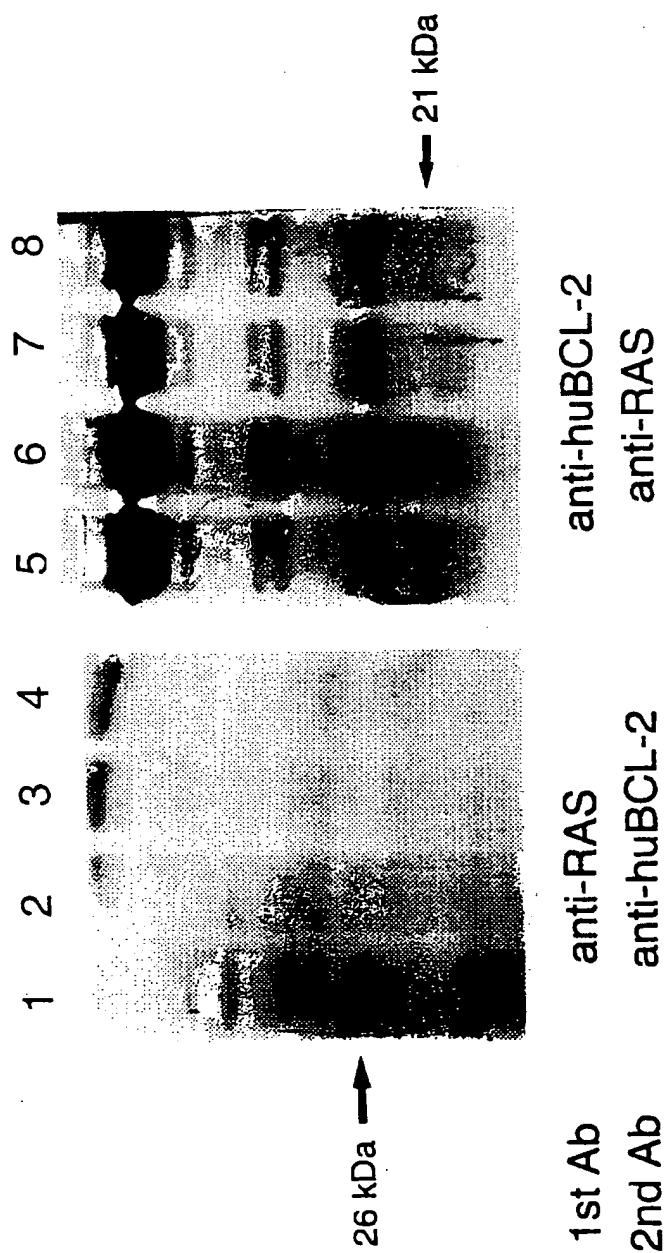 1 2 3 4 5 6 7 8
26 kDa
21 kDa
1st Ab anti-RAS anti-huBCL-2
2nd Ab anti-huBCL-2 anti-RAS